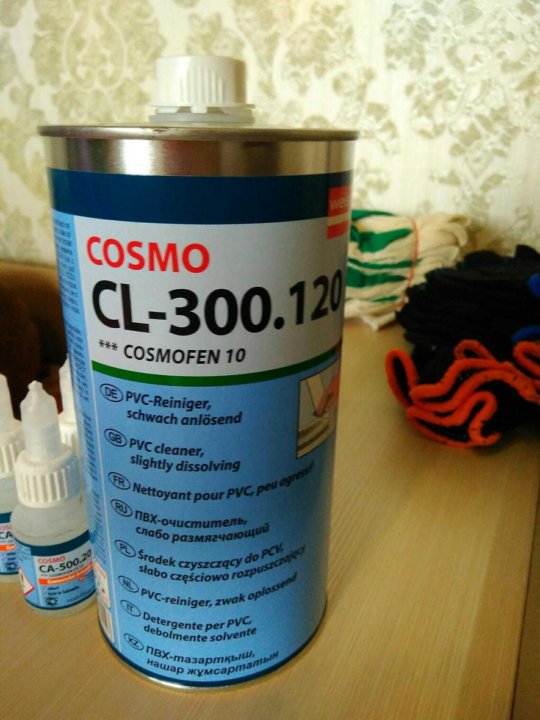 weiss
COSMO
CL-300.120
*** COSMOFEN 10
DE PVC-Reiniger,
schwach anlösend
GB PVC cleaner,
slightly dissolving
FR Nettoyant pour PVC, peu agressif
RU ПВХ-очиститель,
слабо размягчающий
PL Środek czyszczący do PCV,
słabo częściowo rozpuszczający
NL PVC-reiniger, zwak oplossend
IT Detergente per PVC,
debolmente solvente
KZ ПВХ-тазартқыш,
нашар жұмсартатын
COSMO
CA-500.20
COSMO